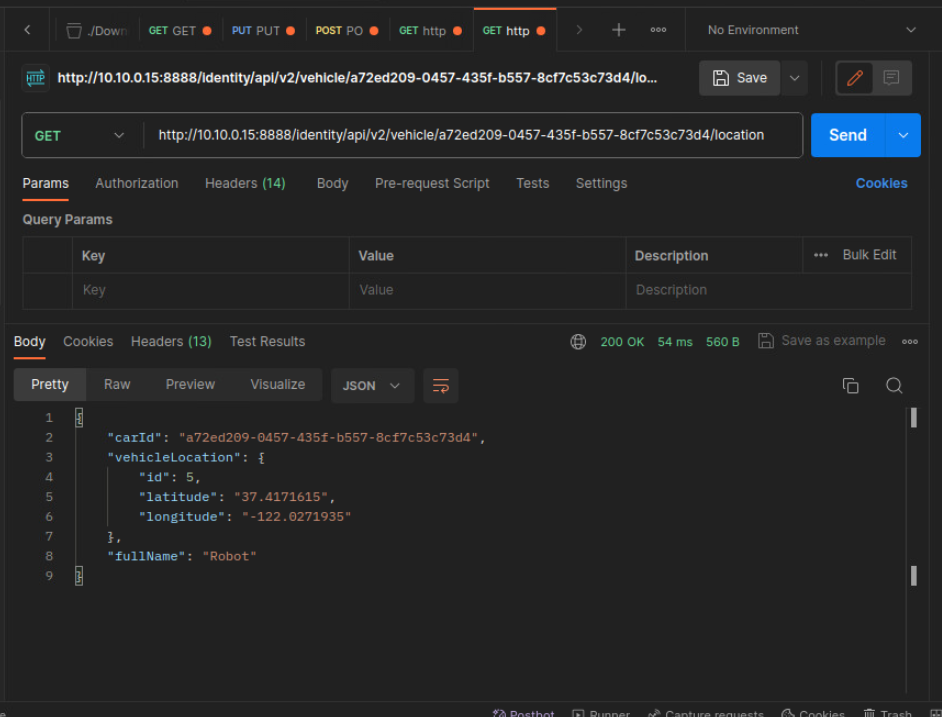 ./Down GET GET PUT PUT POST PO GET http GET http No Environment
HTTP http://10.10.0.15:8888/identity/api/v2/vehicle/a72ed209-0457-435f-b557-8cf7c53c73d4/lo... Save
GET http://10.10.0.15:8888/identity/api/v2/vehicle/a72ed209-0457-435f-b557-8cf7c53c73d4/location Send
Params Authorization Headers (14) Body Pre-request Script Tests Settings Cookies
Query Params
Key Value Description Bulk Edit
Key Value Description
Body Cookies Headers (13) Test Results 200 OK 54 ms 560 B Save as example
Pretty Raw Preview Visualize JSON
1 {
2 "carId": "a72ed209-0457-435f-b557-8cf7c53c73d4",
3 "vehicleLocation": {
4 "id": 5,
5 "latitude": "37.4171615",
6 "longitude": "-122.0271935"
7 },
8 "fullName": "Robot"
9 }
Postbot Runner Capture requests Cookies Trash